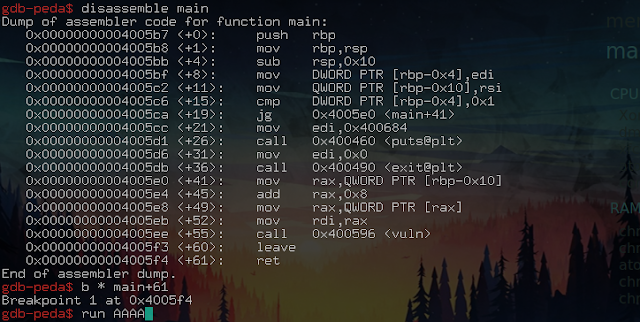 gdb-peda$ disassemble main
Dump of assembler code for function main:
   0x00000000004005b7 <+0>:	push   rbp
   0x00000000004005b8 <+1>:	mov    rbp,rsp
   0x00000000004005bb <+4>:	sub    rsp,0x10
   0x00000000004005bf <+8>:	mov    DWORD PTR [rbp-0x4],edi
   0x00000000004005c2 <+11>:	mov    QWORD PTR [rbp-0x10],rsi
   0x00000000004005c6 <+15>:	cmp    DWORD PTR [rbp-0x4],0x1
   0x00000000004005ca <+19>:	jg     0x4005e0 <main+41>
   0x00000000004005cc <+21>:	mov    edi,0x400684
   0x00000000004005d1 <+26>:	call   0x400460 <puts@plt>
   0x00000000004005d6 <+31>:	mov    edi,0x0
   0x00000000004005db <+36>:	call   0x400490 <exit@plt>
   0x00000000004005e0 <+41>:	mov    rax,QWORD PTR [rbp-0x10]
   0x00000000004005e4 <+45>:	add    rax,0x8
   0x00000000004005e8 <+49>:	mov    rax,QWORD PTR [rax]
   0x00000000004005eb <+52>:	mov    rdi,rax
   0x00000000004005ee <+55>:	call   0x400596 <vuln>
   0x00000000004005f3 <+60>:	leave
   0x00000000004005f4 <+61>:	ret
End of assembler dump.
gdb-peda$ b * main+61
Breakpoint 1 at 0x4005f4
gdb-peda$ run AAAA
CPU
RAM